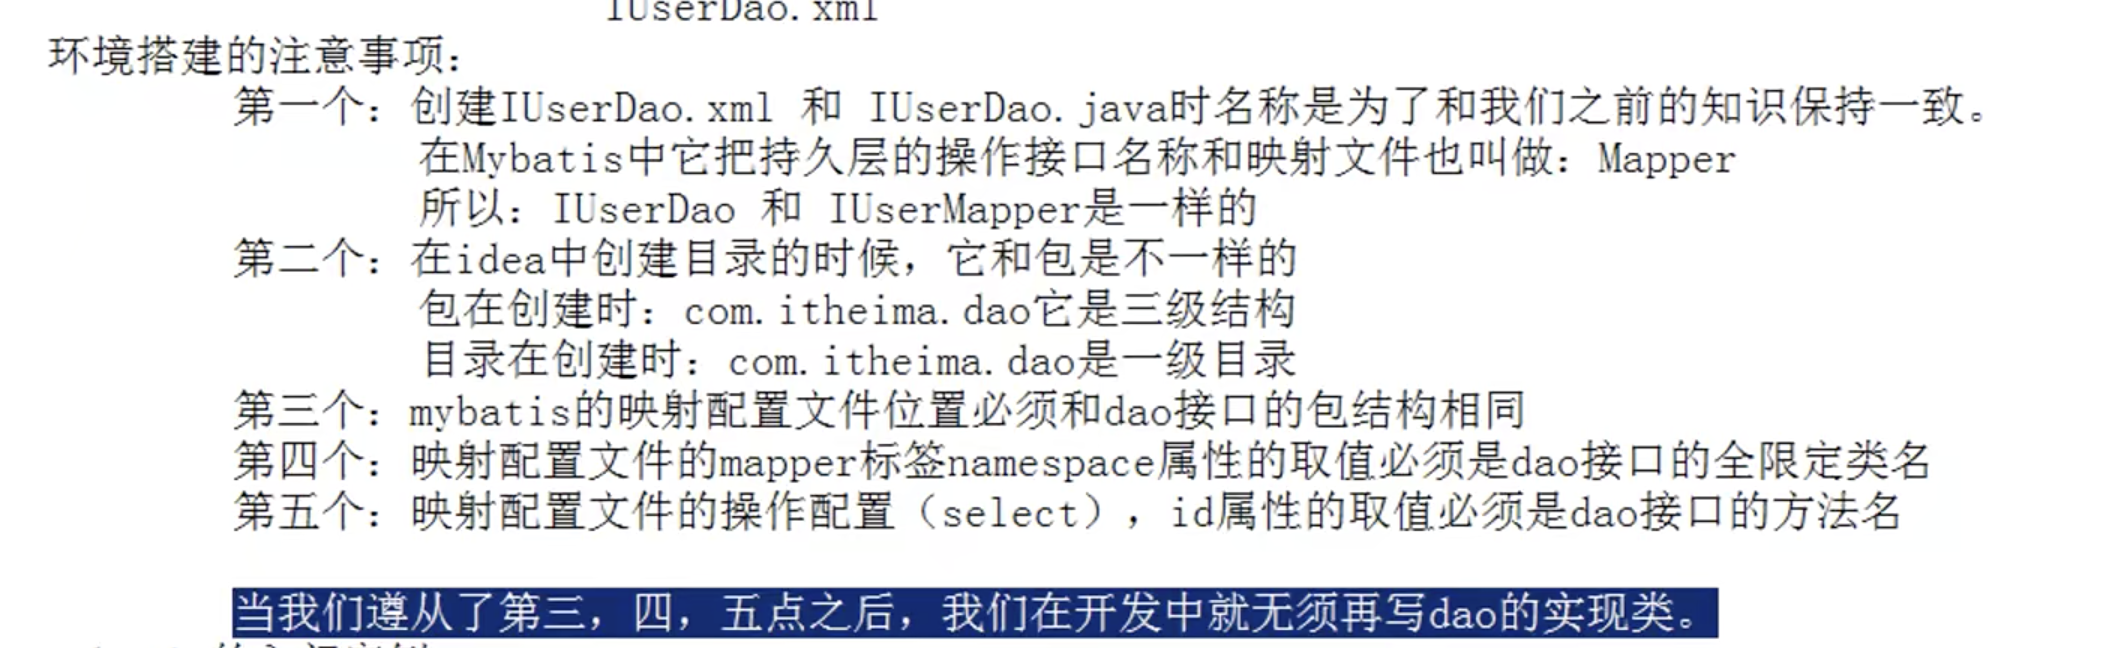 IUserDao.xml
环境搭建的注意事项：
第一个：创建IUserDao.xml 和 IUserDao.java时名称是为了和我们之前的知识保持一致。
在Mybatis中它把持久层的操作接口名称和映射文件也叫做：Mapper
所以：IUserDao 和 IUserMapper是一样的
第二个：在idea中创建目录的时候，它和包是不一样的
包在创建时：com.itheima.dao它是三级结构
目录在创建时：com.itheima.dao是一级目录
第三个：mybatis的映射配置文件位置必须和dao接口的包结构相同
第四个：映射配置文件的mapper标签namespace属性的取值必须是dao接口的全限定类名
第五个：映射配置文件的操作配置（select），id属性的取值必须是dao接口的方法名
当我们遵从了第三，四，五点之后，我们在开发中就无须再写dao的实现类。